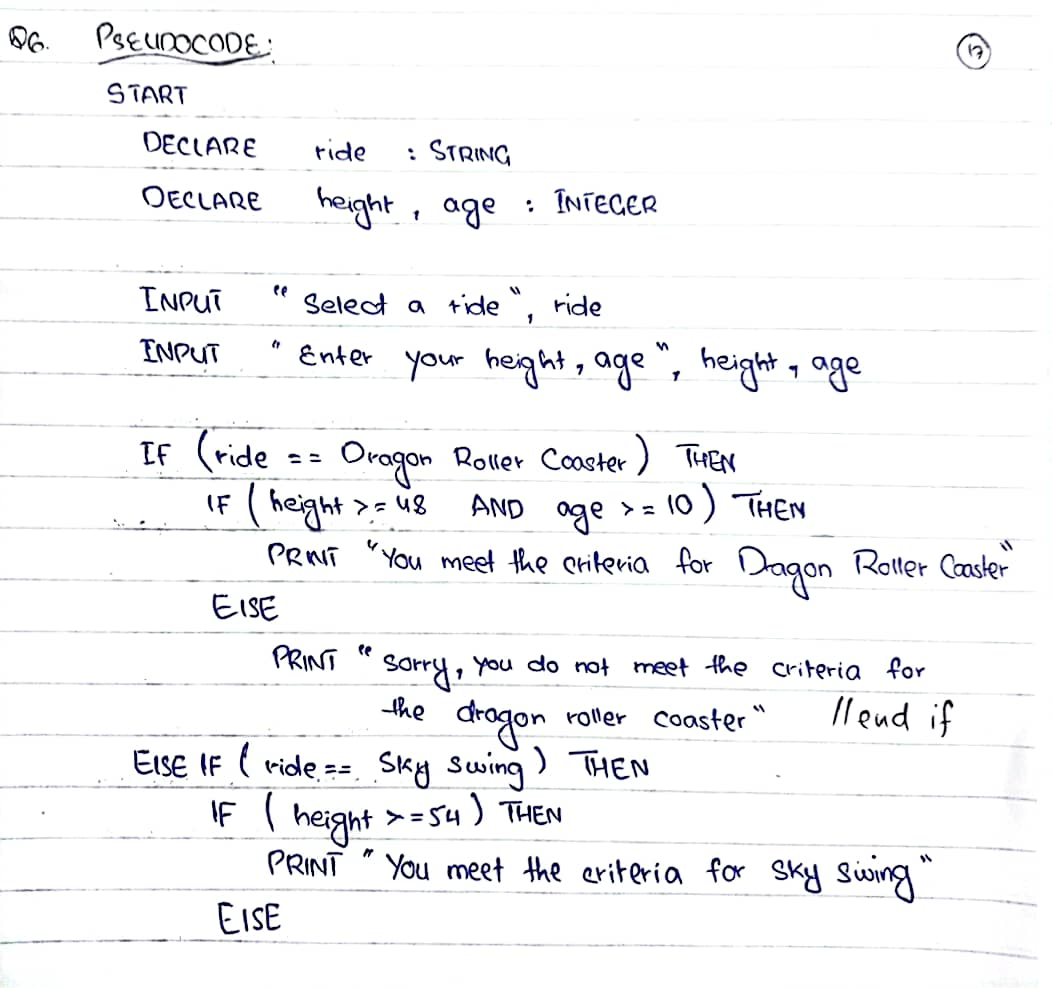 Q6. PSEUDOCODE: 17
START
DECLARE ride : STRING
DECLARE height, age : INTEGER
INPUT "Select a ride", ride
INPUT "Enter your height, age", height, age
IF (ride == Dragon Roller Coaster) THEN
IF (height >= 48 AND age >= 10) THEN
PRINT "You meet the criteria for Dragon Roller Coaster"
ELSE
PRINT "Sorry, you do not meet the criteria for
the dragon roller coaster" //end if
ELSE IF (ride == Sky Swing) THEN
IF (height >= 54) THEN
PRINT "You meet the criteria for Sky Swing"
ELSE